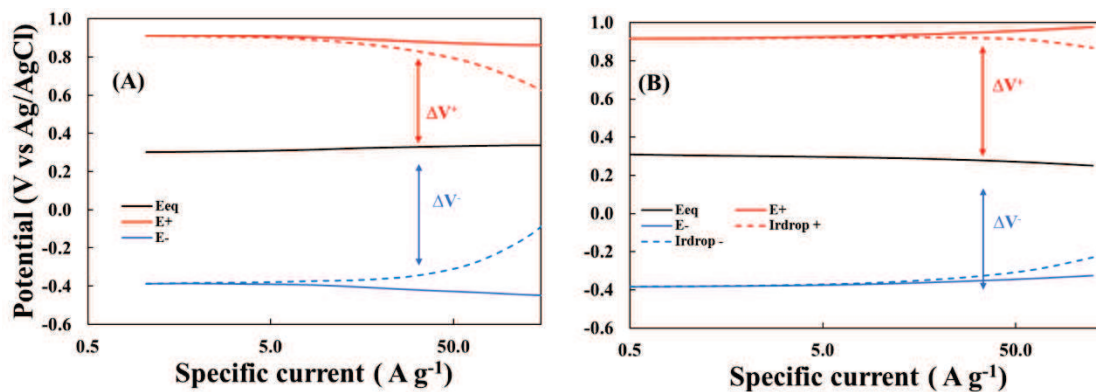 Potential (V vs Ag/AgCl)
1.0
0.8
0.6
0.4
0.2
0.0
-0.2
-0.4
-0.6
0.5
5.0
50.0
(A)
ΔV⁺
ΔV⁻
Eeq
E+
E-
Specific current ( A g⁻¹)
1.0
0.8
0.6
0.4
0.2
0.0
-0.2
-0.4
-0.6
0.5
5.0
50.0
(B)
ΔV⁺
ΔV⁻
Eeq E+
E- Irdrop +
Irdrop -
Specific current ( A g⁻¹)